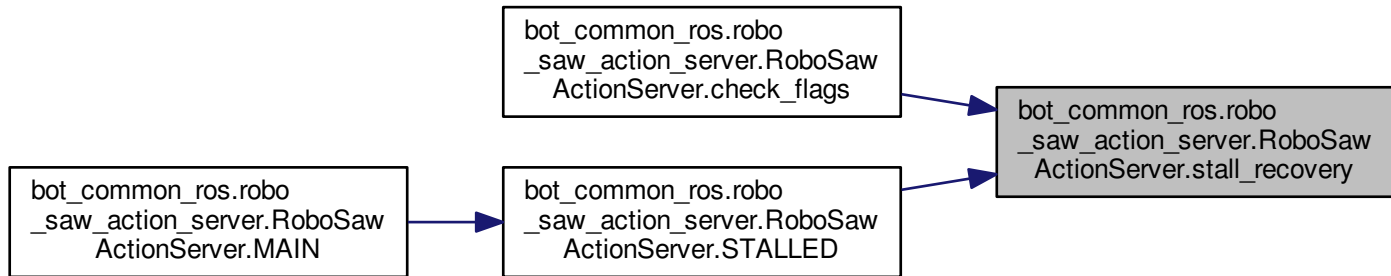 bot_common_ros.robo
_saw_action_server.RoboSaw
ActionServer.check_flags
bot_common_ros.robo
_saw_action_server.RoboSaw
ActionServer.stall_recovery
bot_common_ros.robo
_saw_action_server.RoboSaw
ActionServer.MAIN
bot_common_ros.robo
_saw_action_server.RoboSaw
ActionServer.STALLED